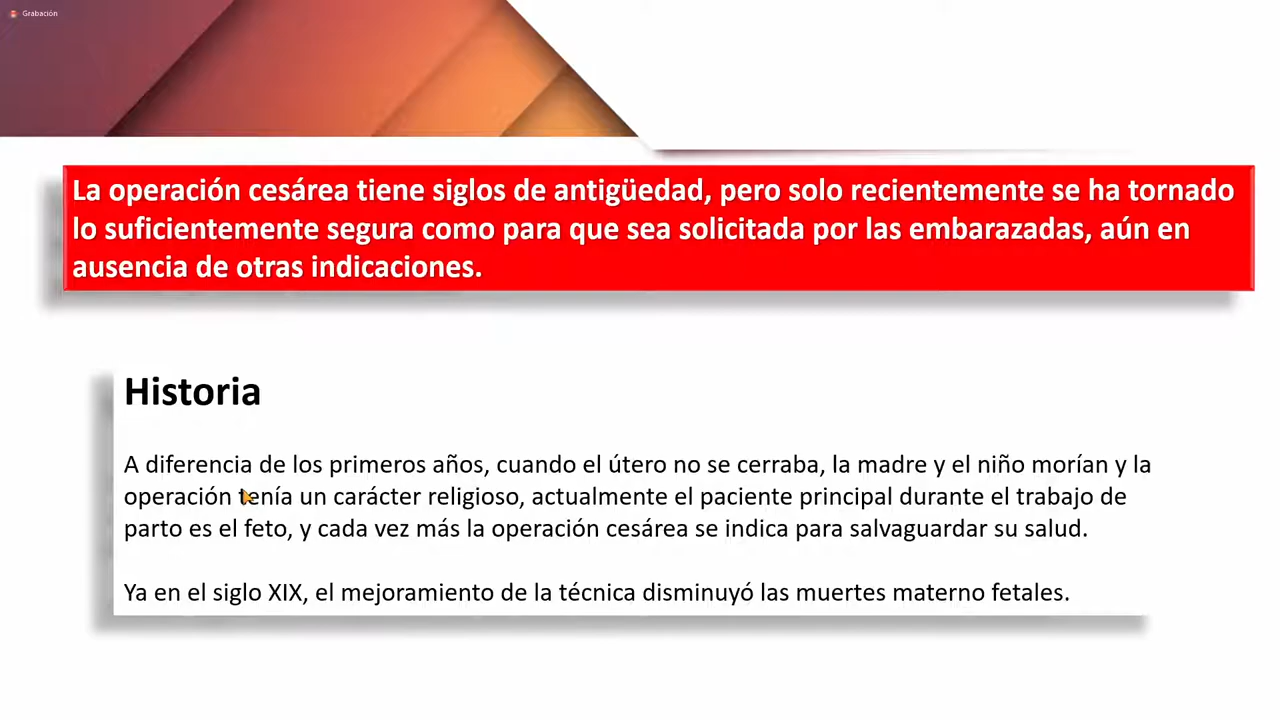 Grabación
La operación cesárea tiene siglos de antigüedad, pero solo recientemente se ha tornado
lo suficientemente segura como para que sea solicitada por las embarazadas, aún en
ausencia de otras indicaciones.
Historia
A diferencia de los primeros años, cuando el útero no se cerraba, la madre y el niño morían y la
operación tenía un carácter religioso, actualmente el paciente principal durante el trabajo de
parto es el feto, y cada vez más la operación cesárea se indica para salvaguardar su salud.
Ya en el siglo XIX, el mejoramiento de la técnica disminuyó las muertes materno fetales.